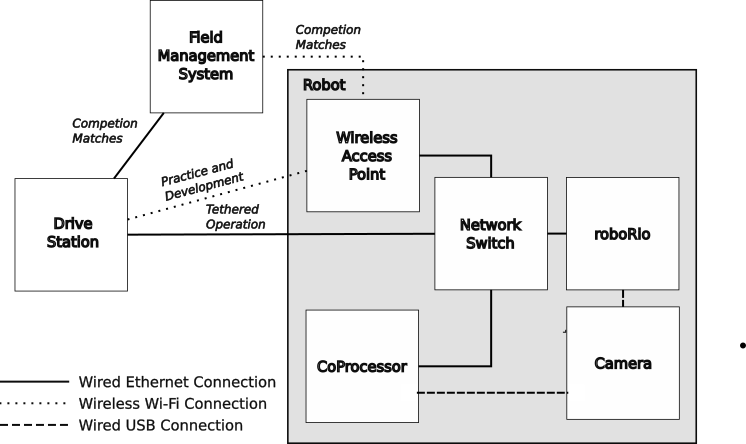 Field
Management
System
Competion
Matches
Robot
Competion
Matches
Wireless
Access
Point
Practice and
Development
Tethered
Operation
Drive
Station
Network
Switch
roboRIo
CoProcessor
Camera
Wired Ethernet Connection
Wireless Wi-Fi Connection
Wired USB Connection